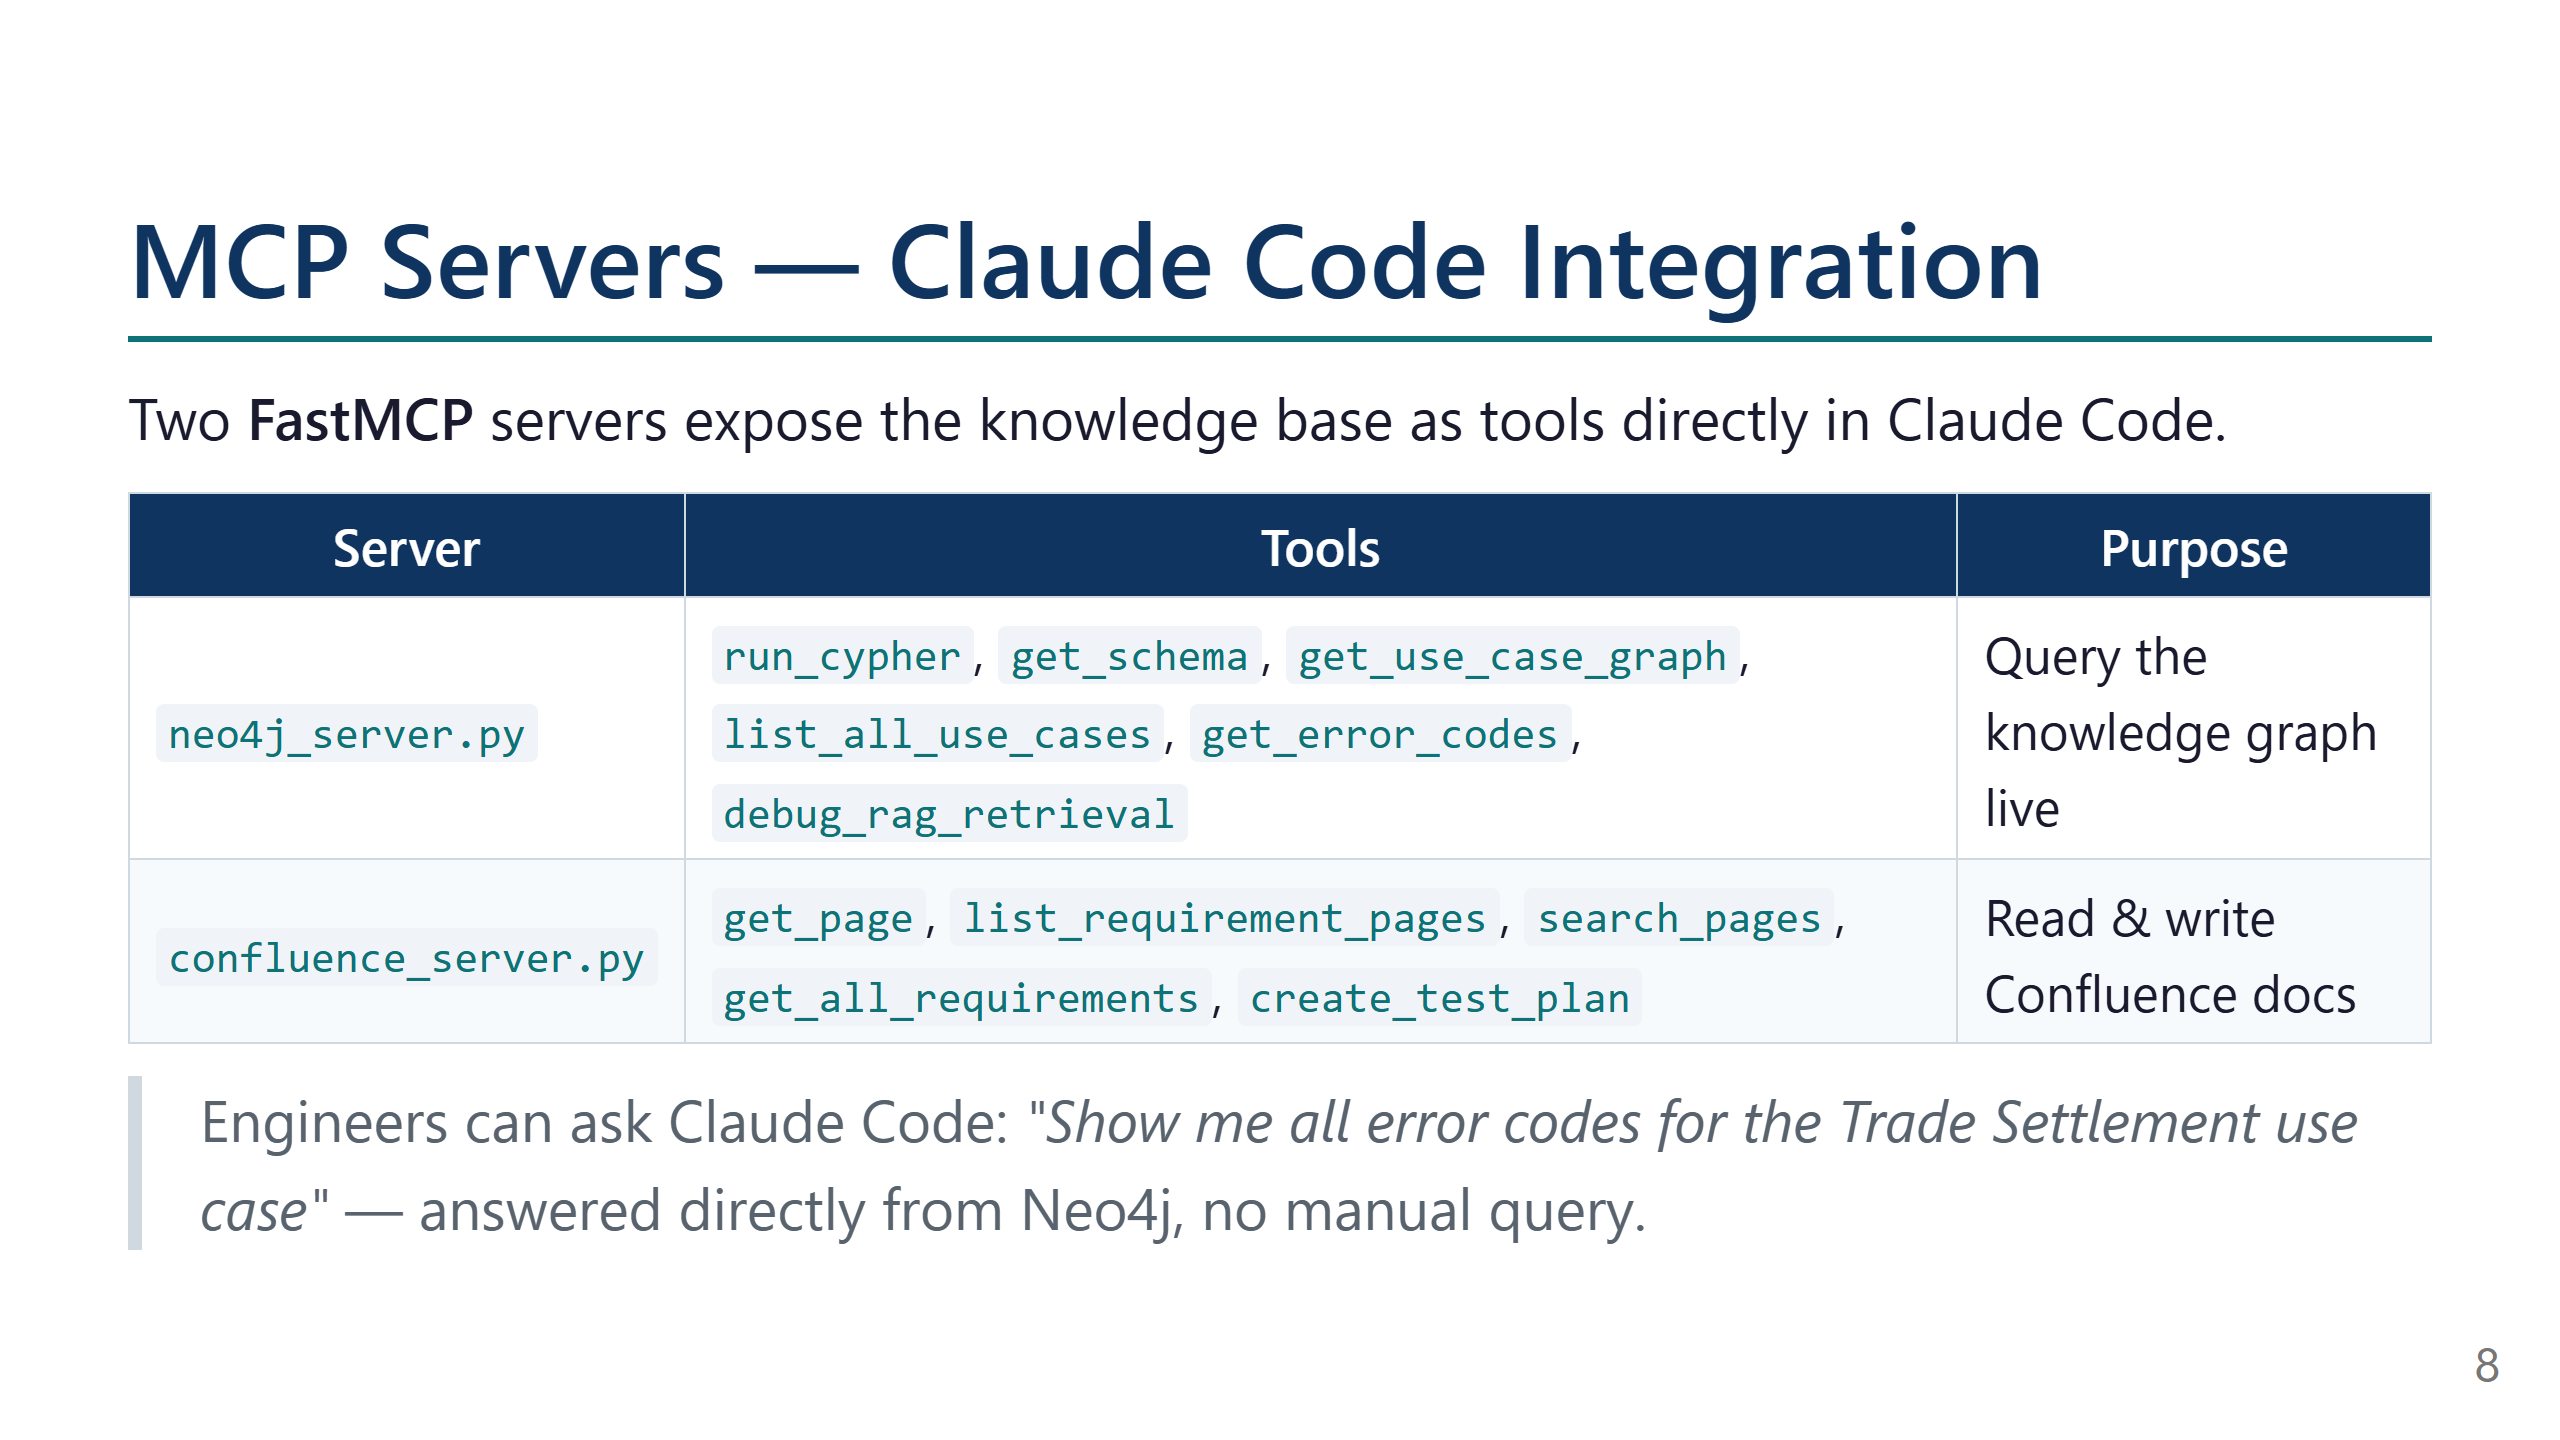 MCP Servers — Claude Code Integration
Two FastMCP servers expose the knowledge base as tools directly in Claude Code.
Server Tools Purpose
neo4j_server.py
run_cypher, get_schema, get_use_case_graph,
list_all_use_cases, get_error_codes,
debug_rag_retrieval
Query the
knowledge graph
live
confluence_server.py
get_page, list_requirement_pages, search_pages,
get_all_requirements, create_test_plan
Read & write
Confluence docs
Engineers can ask Claude Code: "Show me all error codes for the Trade Settlement use
case" — answered directly from Neo4j, no manual query.
8